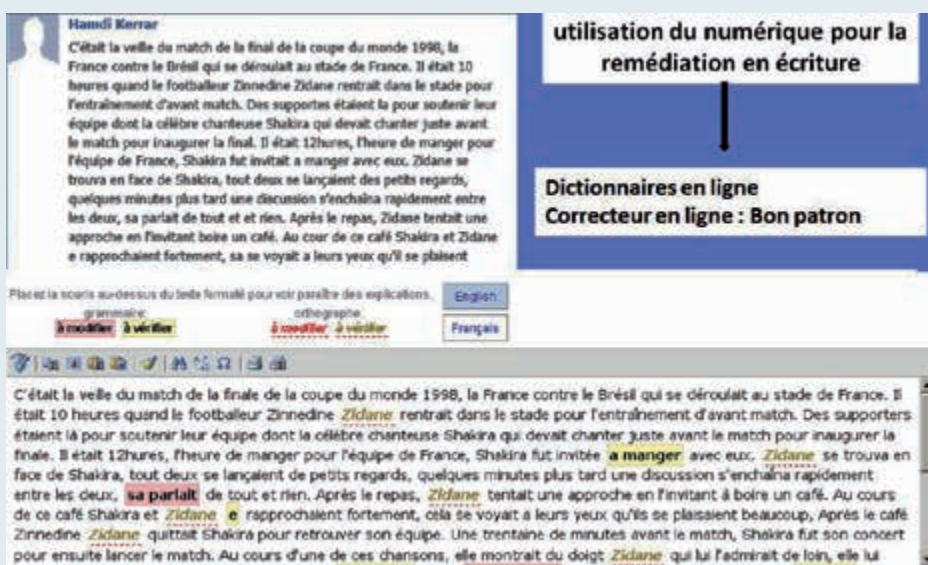 Hamdi Kerrar
C'était la veille du match de la final de la coupe du monde 1998, la
France contre le Brésil qui se déroulait au stade de France. Il était 10
heures quand le footballeur Zinnedine Zidane rentrait dans le stade pour
l'entraînement d'avant match. Des supportes étaient la pour soutenir leur
équipe dont la célèbre chanteuse Shakira qui devait chanter juste avant
le match pour inaugurer la final. Il était 12hures, l'heure de manger pour
l'équipe de France, Shakira fut invitait a manger avec eux. Zidane se
trouva en face de Shakira, tout deux se lançaient des petits regards,
quelques minutes plus tard une discussion s'enchaîna rapidement entre
les deux, sa parlait de tout et et rien. Après le repas, Zidane tentait une
approche en l'invitant boire un café. Au cour de ce café Shakira et Zidane
e rapprochaient fortement, sa se voyait a leurs yeux qu'il se plaisent
utilisation du numérique pour la
remédiation en écriture
Dictionnaires en ligne
Correcteur en ligne : Bon patron
Placez la souris au-dessus du texte formaté pour voir paraître des explications.
grammaire: orthographe
à modifier à vérifier à modifier à vérifier
English
Français
C'était la veille du match de la finale de la coupe du monde 1998, la France contre le Brésil qui se déroulait au stade de France. Il
était 10 heures quand le footballeur Zinnedine Zidane rentrait dans le stade pour l'entraînement d'avant match. Des supporters
étaient là pour soutenir leur équipe dont la célèbre chanteuse Shakira qui devait chanter juste avant le match pour inaugurer la
finale. Il était 12hures, l'heure de manger pour l'équipe de France, Shakira fut invitée a manger avec eux. Zidane se trouva en
face de Shakira, tout deux se lançaient de petits regards, quelques minutes plus tard une discussion s'enchaîna rapidement
entre les deux, sa parlait de tout et rien. Après le repas, Zidane tentait une approche en l'invitant à boire un café. Au cours
de ce café Shakira et Zidane e rapprochaient fortement, cela se voyait a leurs yeux qu'ils se plaisaient beaucoup, Après le café
Zinnedine Zidane quittait Shakira pour retrouver son équipe. Une trentaine de minutes avant le match, Shakira fut son concert
pour ensuite lancer le match. Au cours d'une de ces chansons, elle montrait du doigt Zidane qui lui l'admirait de loin, elle lui